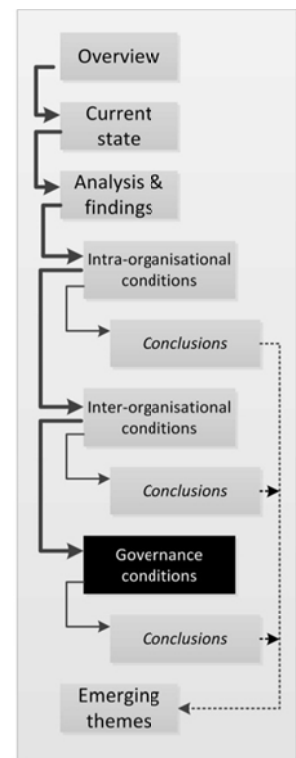 Overview
Current
state
Analysis &
findings
Intra-organisational
conditions
Conclusions
Inter-organisational
conditions
Conclusions
Governance
conditions
Conclusions
Emerging
themes